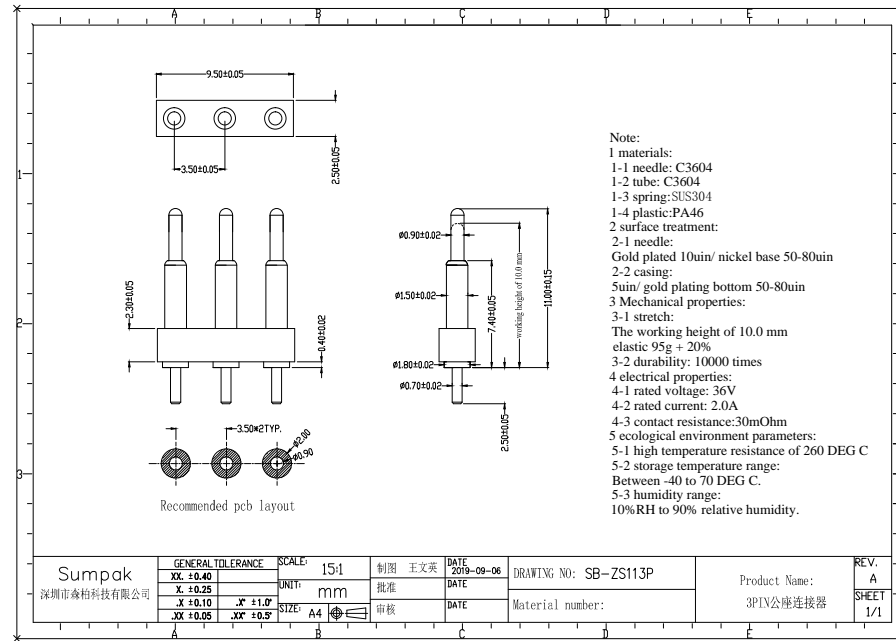 A B C D E
1
2
3
9.50±0.05
3.50±0.05
2.50±0.05
2.30±0.05
0.40±0.02
3.50*2TYP.
ø2.00
ø0.90
Recommended pcb layout
ø0.90±0.02
ø1.50±0.02
ø1.80±0.02
ø0.70±0.02
7.40±0.05
working height of 10.0 mm
11.00±0.15
2.50±0.05
Note:
1 materials:
1-1 needle: C3604
1-2 tube: C3604
1-3 spring:SUS304
1-4 plastic:PA46
2 surface treatment:
2-1 needle:
Gold plated 10uin/ nickel base 50-80uin
2-2 casing:
5uin/ gold plating bottom 50-80uin
3 Mechanical properties:
3-1 stretch:
The working height of 10.0 mm
elastic 95g + 20%
3-2 durability: 10000 times
4 electrical properties:
4-1 rated voltage: 36V
4-2 rated current: 2.0A
4-3 contact resistance:30mOhm
5 ecological environment parameters:
5-1 high temperature resistance of 260 DEG C
5-2 storage temperature range:
Between -40 to 70 DEG C.
5-3 humidity range:
10%RH to 90% relative humidity.
Sumpak
深圳市森柏科技有限公司
GENERALTOLERANCE
XX. ±0.40
X. ±0.25
.X ±0.10 .X° ±1.0°
.XX ±0.05 .XX° ±0.5°
SCALE: 15:1
UNIT: mm
SIZE: A4
制图 王文英 DATE 2019-09-06
批准 DATE
审核 DATE
DRAWING NO: SB-ZS113P
Material number:
Product Name:
3PIN公座连接器
REV.
A
SHEET
1/1
A B C D E